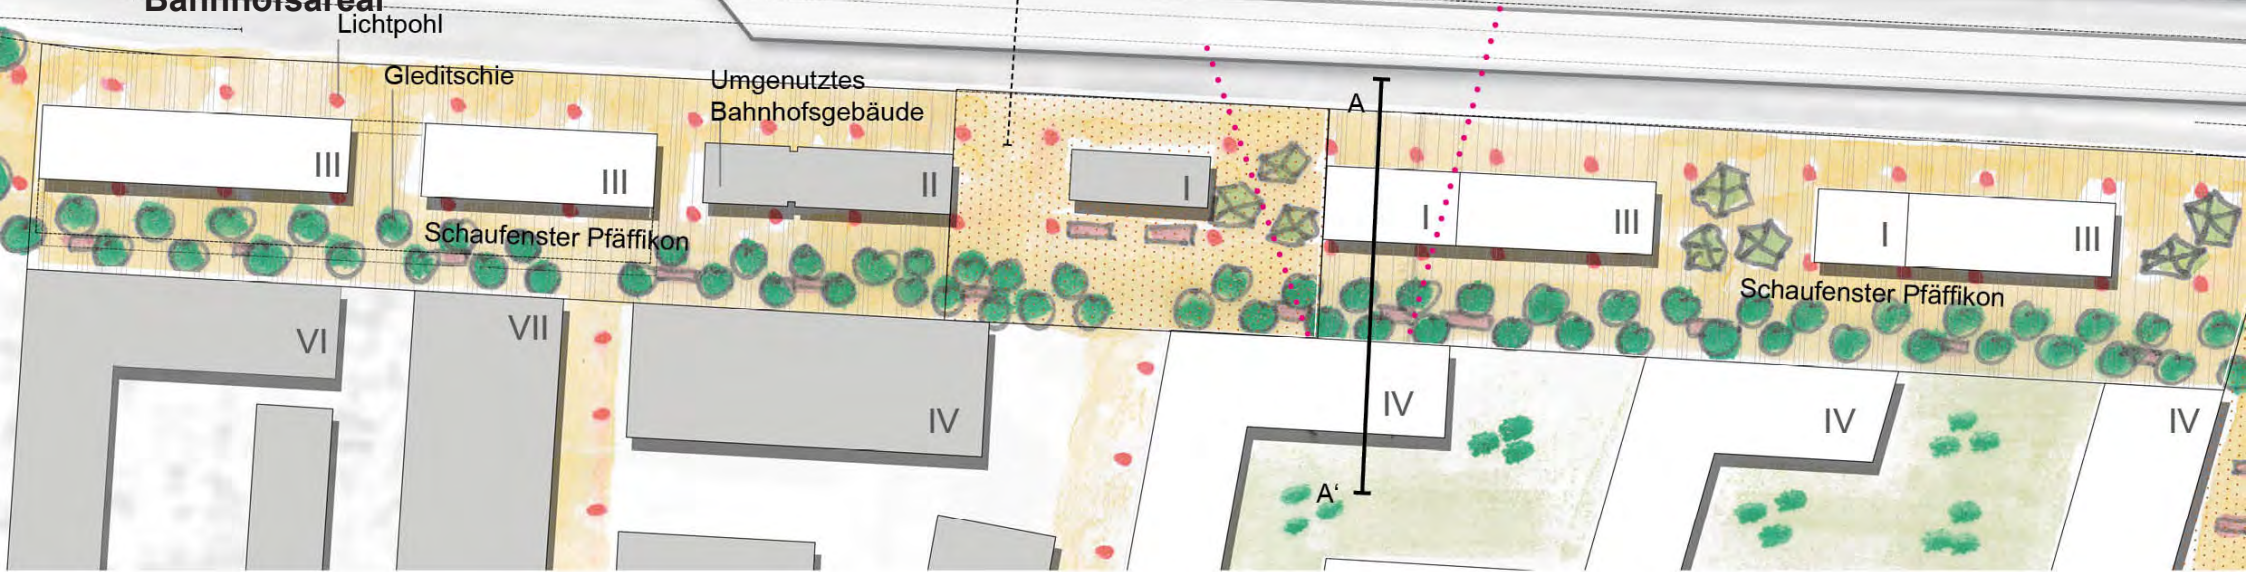 Bahnhofsareal
Lichtpohl
Gleditschie
Umgenutztes
Bahnhofsgebäude
A
III
III
II
I
I
III
I
III
Schaufenster Pfäffikon
Schaufenster Pfäffikon
VI
VII
IV
IV
IV
IV
A'